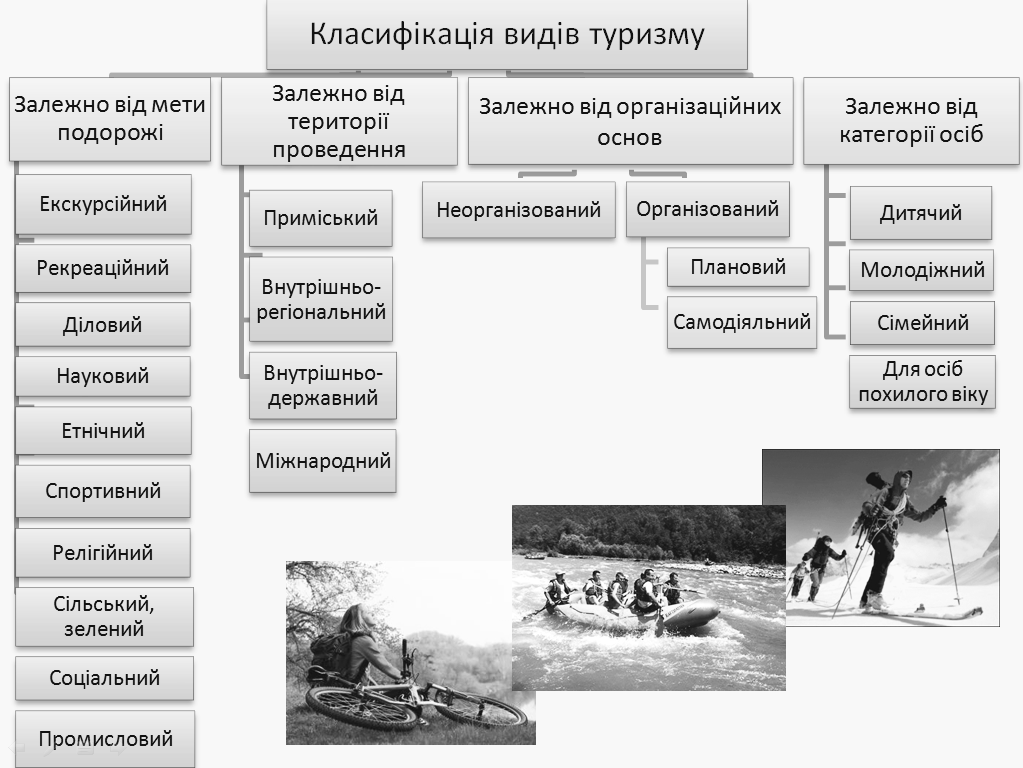 Класифікація видів туризму
Залежно від мети
подорожі
Екскурсійний
Рекреаційний
Діловий
Науковий
Етнічний
Спортивний
Релігійний
Сільський,
зелений
Соціальний
Промисловий
Залежно від
території
проведення
Приміський
Внутрішньо-
регіональний
Внутрішньо-
державний
Міжнародний
Залежно від організаційних
основ
Неорганізований
Організований
Плановий
Самодіяльний
Залежно від
категорії осіб
Дитячий
Молодіжний
Сімейний
Для осіб
похилого віку